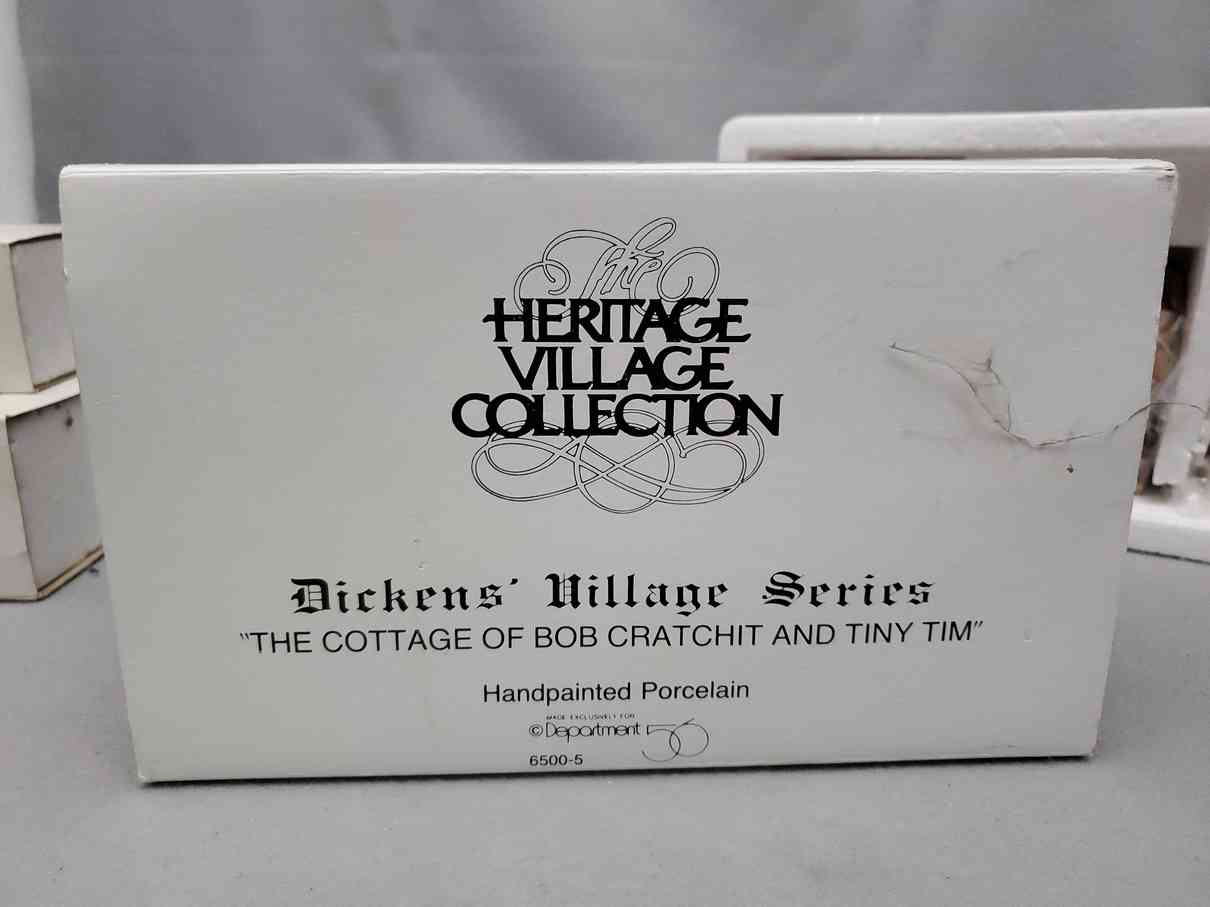 The
HERITAGE
VILLAGE
COLLECTION
Dickens' Village Series
"THE COTTAGE OF BOB CRATCHIT AND TINY TIM"
Handpainted Porcelain
MADE EXCLUSIVELY FOR
© Department 56
6500-5